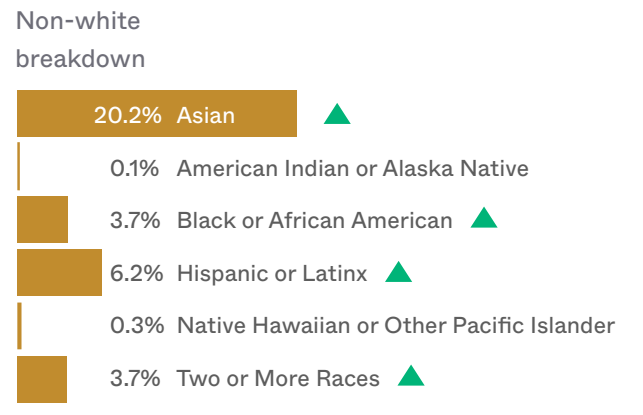 Non-white
breakdown
20.2% Asian
0.1% American Indian or Alaska Native
3.7% Black or African American
6.2% Hispanic or Latinx
0.3% Native Hawaiian or Other Pacific Islander
3.7% Two or More Races